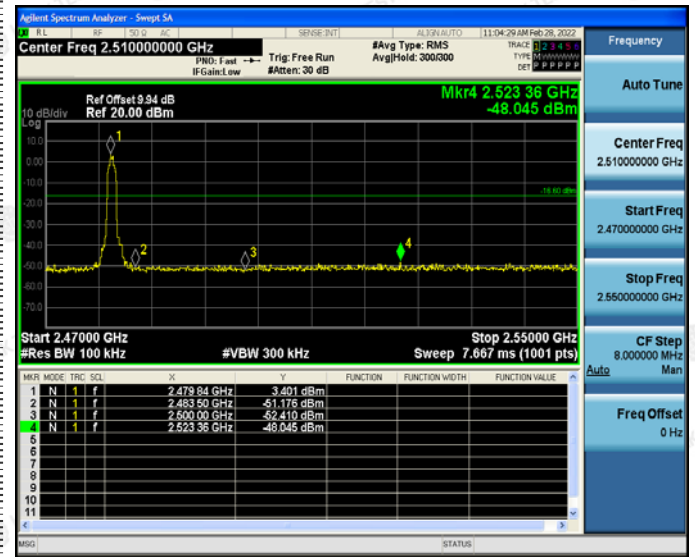 Agilent Spectrum Analyzer - Swept SA
RL RF 50 Ω AC SENSE:INT ALIGN AUTO 11:04:29 AM Feb 28, 2022
Center Freq 2.510000000 GHz
PNO: Fast
IFGain:Low
Trig: Free Run
#Atten: 30 dB
#Avg Type: RMS
Avg|Hold: 300/300
TRACE 1 2 3 4 5 6
TYPE M
DET P P P P P P
Ref Offset 9.94 dB
Ref 20.00 dBm
10 dB/div
Log
Mkr4 2.523 36 GHz
-48.045 dBm
10.0
0.00
-10.0
-20.0
-30.0
-40.0
-50.0
-60.0
-70.0
1
2
3
4
-16.60 dBm
Start 2.47000 GHz
Stop 2.55000 GHz
#Res BW 100 kHz #VBW 300 kHz Sweep 7.667 ms (1001 pts)
MKR MODE TRC SCL X Y FUNCTION FUNCTION WIDTH FUNCTION VALUE
1 N 1 f 2.479 84 GHz 3.401 dBm
2 N 1 f 2.483 50 GHz -51.176 dBm
3 N 1 f 2.500 00 GHz -52.410 dBm
4 N 1 f 2.523 36 GHz -48.045 dBm
5
6
7
8
9
10
11
MSG STATUS
Frequency
Auto Tune
Center Freq
2.510000000 GHz
Start Freq
2.470000000 GHz
Stop Freq
2.550000000 GHz
CF Step
8.000000 MHz
Auto Man
Freq Offset
0 Hz